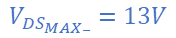 V_{DS_{MAX-}} = 13V